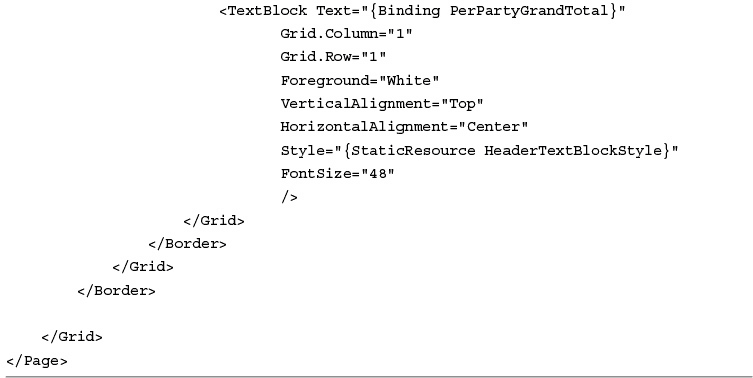 <TextBlock Text="{Binding PerPartyGrandTotal}"
Grid.Column="1"
Grid.Row="1"
Foreground="White"
VerticalAlignment="Top"
HorizontalAlignment="Center"
Style="{StaticResource HeaderTextBlockStyle}"
FontSize="48"
/>
</Grid>
</Border>
</Grid>
</Border>
</Grid>
</Page>